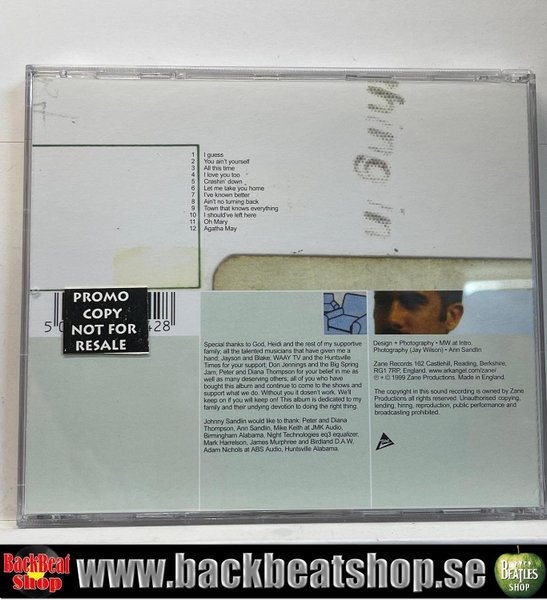 hing in
1 I guess
2 You ain't yourself
3 All this time
4 I love you too
5 Crashin' down
6 Let me take you home
7 I've known better
8 Ain't no turning back
9 Town that knows everything
10 I should've left here
11 Oh Mary
12 Agatha May
PROMO
COPY
NOT FOR
RESALE
5 0
428
Special thanks to God, Heidi and the rest of my supportive
family; all the talented musicians that have given me a
hand, Jayson and Blake; WAAY TV and the Huntsville
Times for your support; Don Jennings and the Big Spring
Jam; Peter and Diana Thompson for your belief in me as
well as many deserving others; all of you who have
bought this album and continue to come to the shows and
support what we do. Without you it doesn't work. We'll
keep on if you will keep on! This album is dedicated to my
family and their undying devotion to doing the right thing.
Johnny Sandlin would like to thank: Peter and Diana
Thompson, Ann Sandlin, Mike Keith at JMK Audio,
Birmingham Alabama, Night Technologies eq3 equalizer,
Mark Harrelson, James Murphree and Birdland D.A.W,
Adam Nichols at ABS Audio, Huntsville Alabama.
Design + Photography • MW at Intro.
Photography (Jay Wilson) • Ann Sandlin
Zane Records 162 Castlehill, Reading, Berkshire,
RG1 7RP, England. www.arkangel.com/zane/
℗ + © 1999 Zane Productions. Made in England.
The copyright in this sound recording is owned by Zane
Productions all rights reserved. Unauthorised copying,
lending, hiring, reproduction, public performance and
broadcasting prohibited.
BackBeat
Shop
www.backbeatshop.se
BEATLES
SHOP